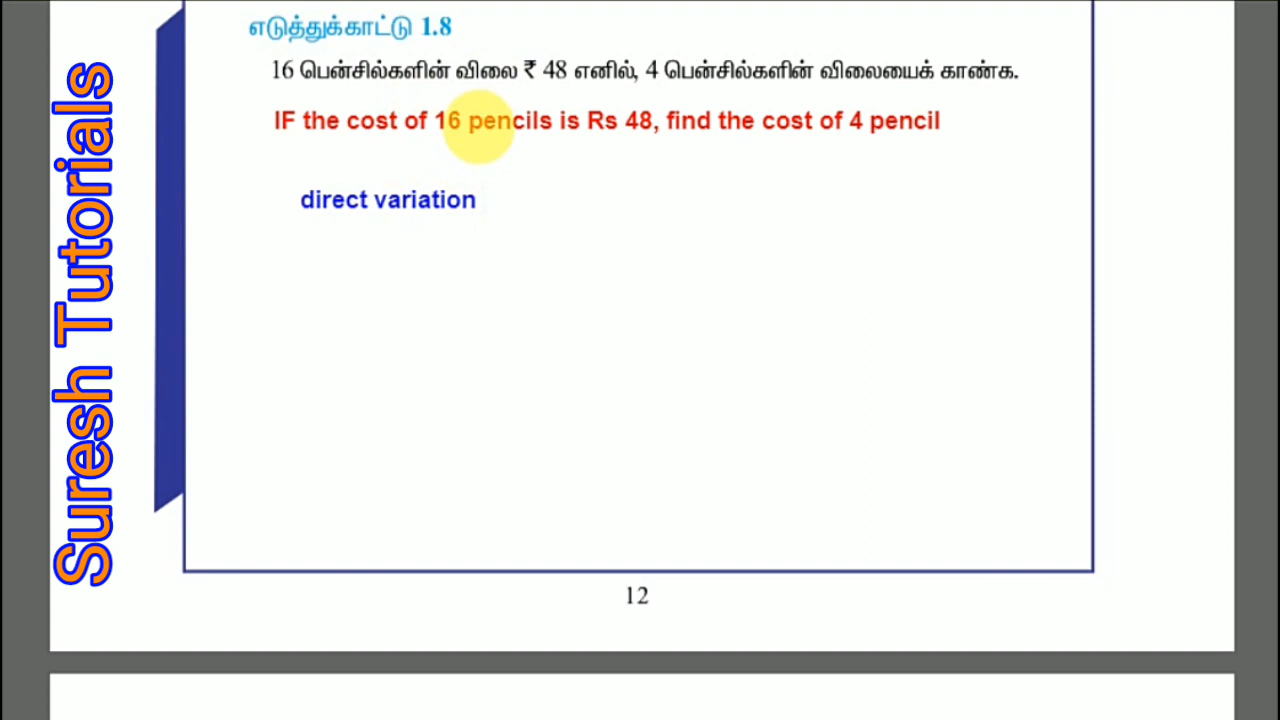 Suresh Tutorials
எடுத்துக்காட்டு 1.8
16 பென்சில்களின் விலை ₹ 48 எனில், 4 பென்சில்களின் விலையைக் காண்க.
IF the cost of 16 pencils is Rs 48, find the cost of 4 pencil
direct variation
12